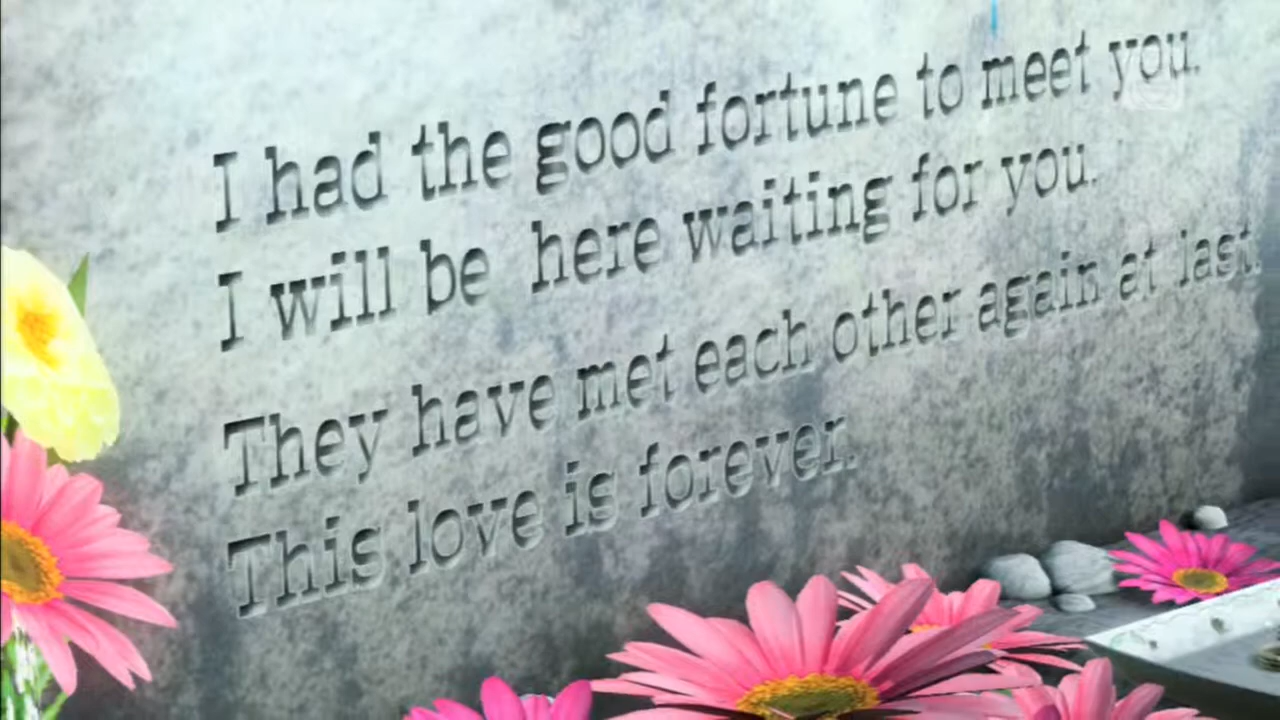 I had the good fortune to meet you.
I will be here waiting for you.
They have met each other again at last.
This love is forever.